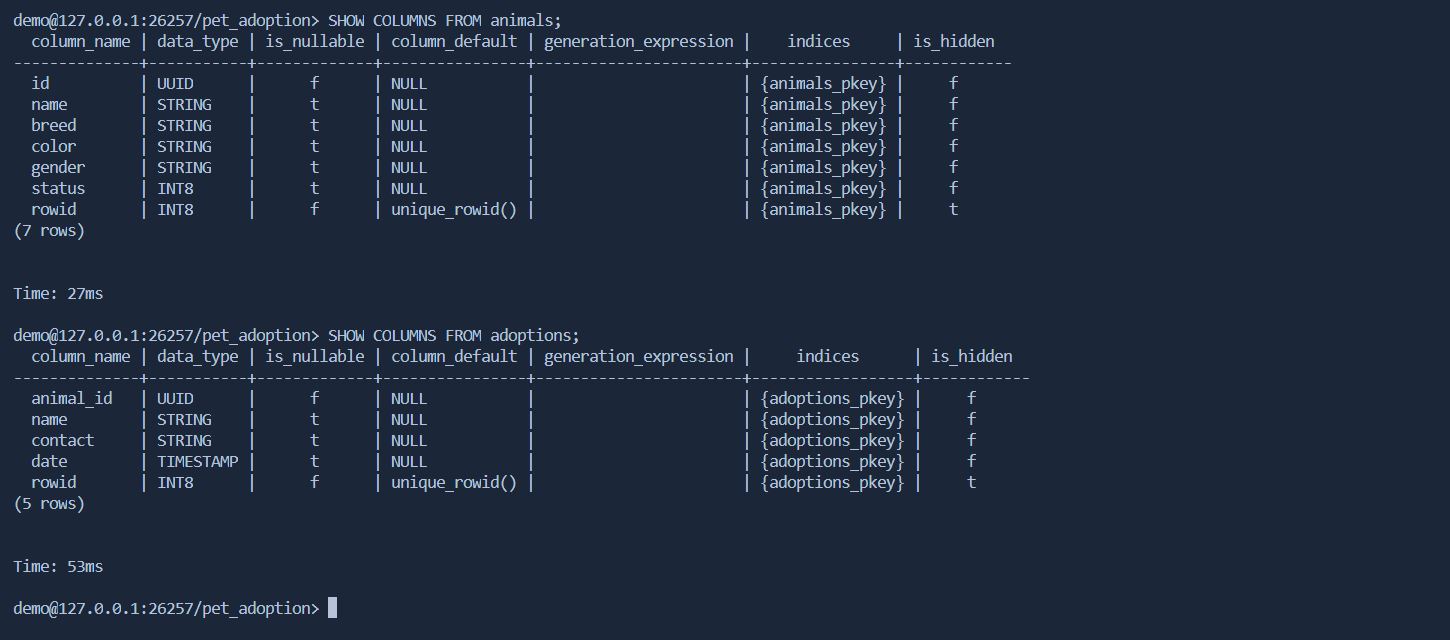 demo@127.0.0.1:26257/pet_adoption> SHOW COLUMNS FROM animals;
  column_name | data_type | is_nullable | column_default | generation_expression |    indices     | is_hidden
--------------+-----------+-------------+----------------+-----------------------+----------------+------------
  id          | UUID      |      f      | NULL           |                       | {animals_pkey} |     f
  name        | STRING    |      t      | NULL           |                       | {animals_pkey} |     f
  breed       | STRING    |      t      | NULL           |                       | {animals_pkey} |     f
  color       | STRING    |      t      | NULL           |                       | {animals_pkey} |     f
  gender      | STRING    |      t      | NULL           |                       | {animals_pkey} |     f
  status      | INT8      |      t      | NULL           |                       | {animals_pkey} |     f
  rowid       | INT8      |      f      | unique_rowid() |                       | {animals_pkey} |     t
(7 rows)
Time: 27ms
demo@127.0.0.1:26257/pet_adoption> SHOW COLUMNS FROM adoptions;
  column_name | data_type | is_nullable | column_default | generation_expression |     indices      | is_hidden
--------------+-----------+-------------+----------------+-----------------------+------------------+------------
  animal_id   | UUID      |      f      | NULL           |                       | {adoptions_pkey} |     f
  name        | STRING    |      t      | NULL           |                       | {adoptions_pkey} |     f
  contact     | STRING    |      t      | NULL           |                       | {adoptions_pkey} |     f
  date        | TIMESTAMP |      t      | NULL           |                       | {adoptions_pkey} |     f
  rowid       | INT8      |      f      | unique_rowid() |                       | {adoptions_pkey} |     t
(5 rows)
Time: 53ms
demo@127.0.0.1:26257/pet_adoption>